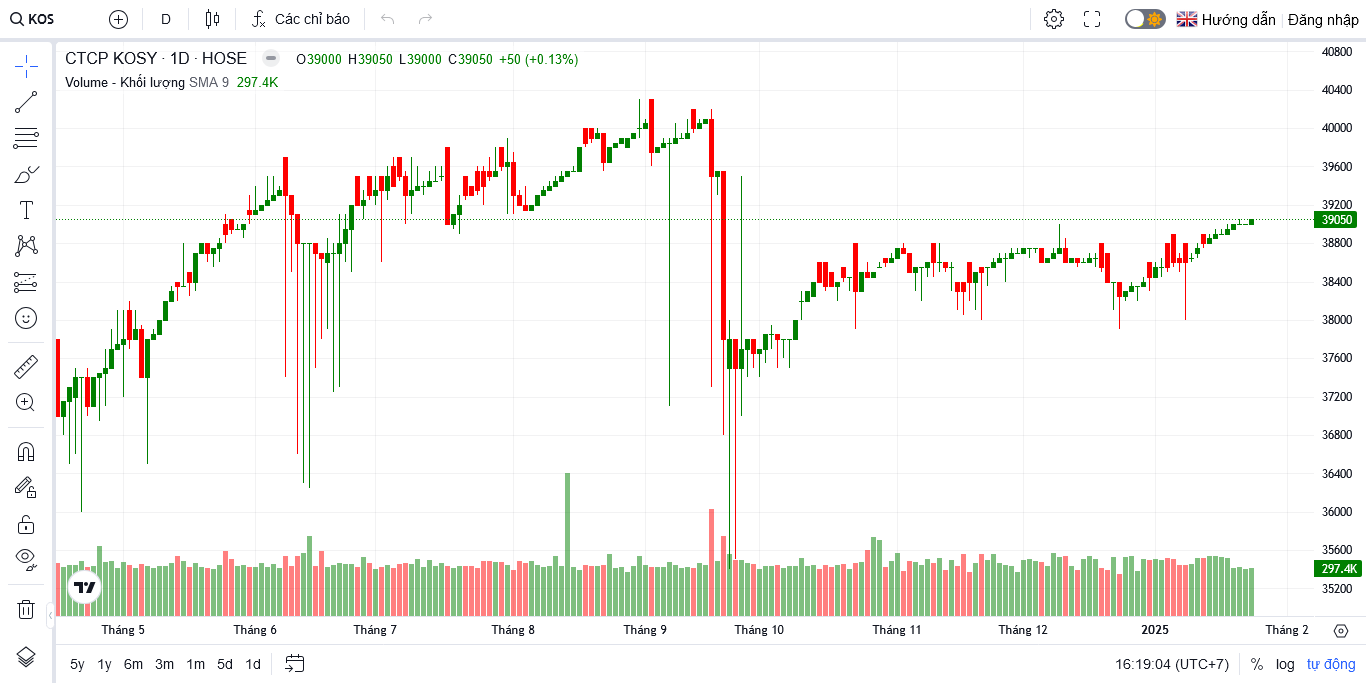 KOS D Các chỉ báo Hướng dẫn Đăng nhập
CTCP KOSY · 1D · HOSE O39000 H39050 L39000 C39050 +50 (+0.13%)
Volume - Khối lượng SMA 9 297.4K
40800
40400
40000
39600
39200
39050
38800
38400
38000
37600
37200
36800
36400
36000
35600
297.4K
35200
Tháng 5 Tháng 6 Tháng 7 Tháng 8 Tháng 9 Tháng 10 Tháng 11 Tháng 12 2025 Tháng 2
5y 1y 6m 3m 1m 5d 1d 16:19:04 (UTC+7) % log tự động